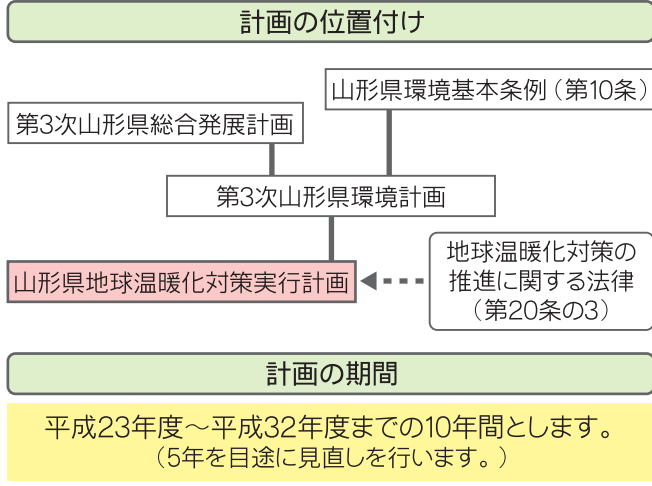 計画の位置付け
山形県環境基本条例(第10条)
第3次山形県総合発展計画
第3次山形県環境計画
山形県地球温暖化対策実行計画
地球温暖化対策の
推進に関する法律
(第20条の3)
計画の期間
平成23年度～平成32年度までの10年間とします。
(5年を目途に見直しを行います。)